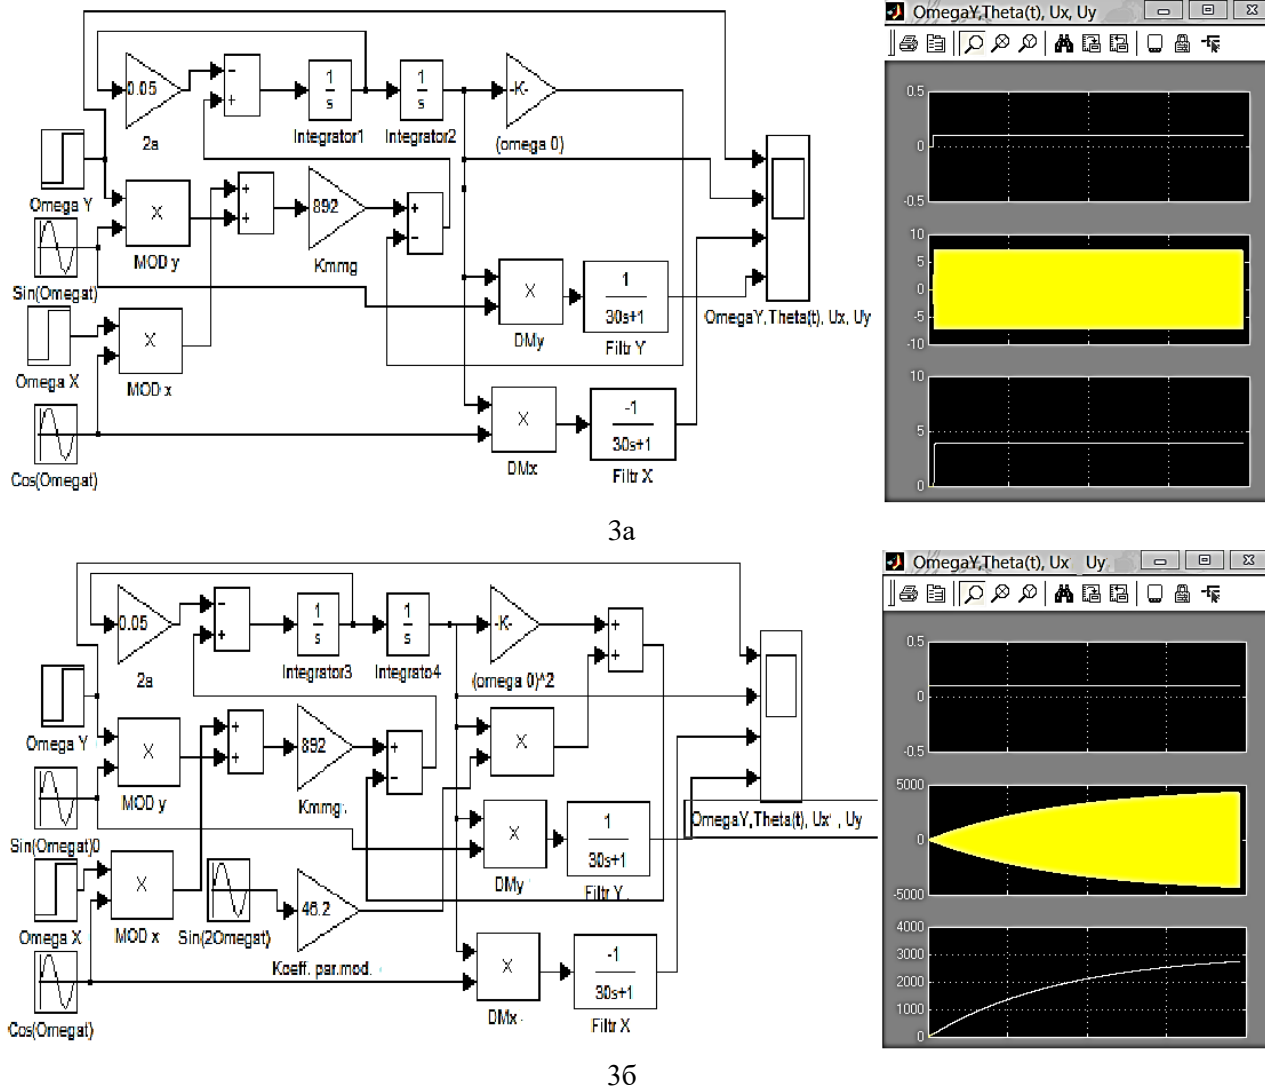 OmegaY,Theta(t), Ux, Uy
0.05
2a
1
s
Integrator1
1
s
Integrator2
-K-
(omega 0)
Omega Y
X
MOD y
892
Kmmg
Sin(Omegat)
Omega X
X
MOD x
Cos(Omegat)
X
DMy
1
30s+1
Filtr Y
X
DMx
-1
30s+1
Filtr X
OmegaY,Theta(t), Ux, Uy
0.5
0
-0.5
10
5
0
-5
-10
10
5
0
3а
OmegaY,Theta(t), Ux Uy
0.05
2a
1
s
Integrator3
1
s
Integrato4
-K-
(omega 0)^2
Omega Y
X
MOD y
892
Kmmg
X
Sin(Omegat)0
X
MOD x
Omega X
Sin(2Omegat)
46.2
Koeff. par.mod.
Cos(Omegat)
X
DMy
1
30s+1
Filtr Y
X
DMx
-1
30s+1
Filtr X
OmegaY,Theta(t), Ux' , Uy
0.5
0
-0.5
5000
0
-5000
4000
3000
2000
1000
0
3б